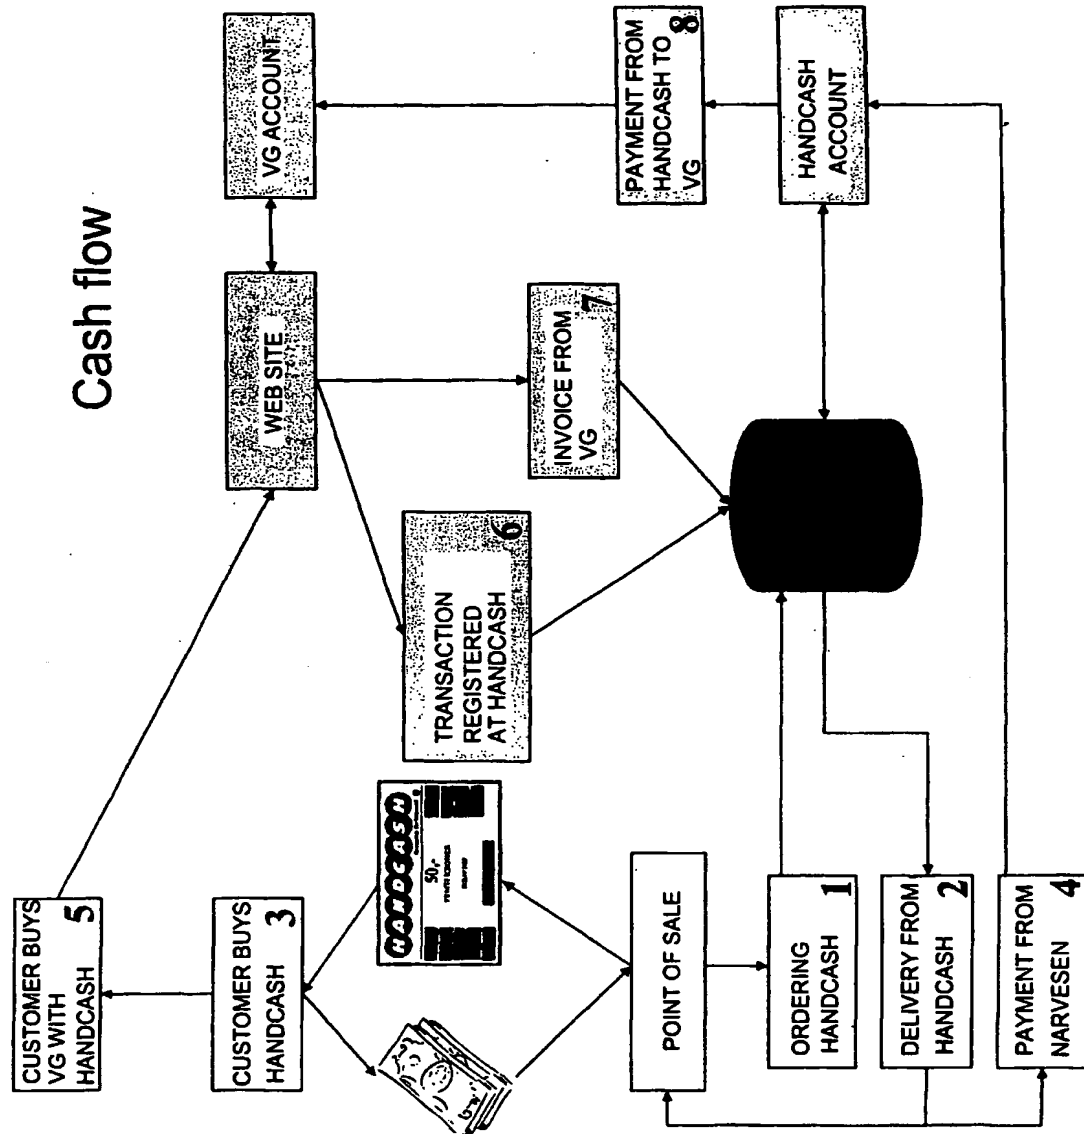 Cash flow
CUSTOMER BUYS
VG WITH
HANDCASH
5
CUSTOMER BUYS
HANDCASH
3
HANDCASH
50,-
POINT OF SALE
ORDERING
HANDCASH
1
DELIVERY FROM
HANDCASH
2
PAYMENT FROM
NARVESEN
4
TRANSACTION
REGISTERED
AT HANDCASH
6
WEB SITE
INVOICE FROM
VG
7
VG ACCOUNT
PAYMENT FROM
HANDCASH TO
VG
8
HANDCASH
ACCOUNT